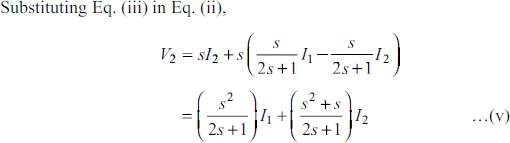 Substituting Eq. (iii) in Eq. (ii),
V₂ = sI₂ + s( s/(2s+1) I₁ − s/(2s+1) I₂ )
= ( s²/(2s+1) )I₁ + ( (s² + s)/(2s+1) )I₂ ...(v)